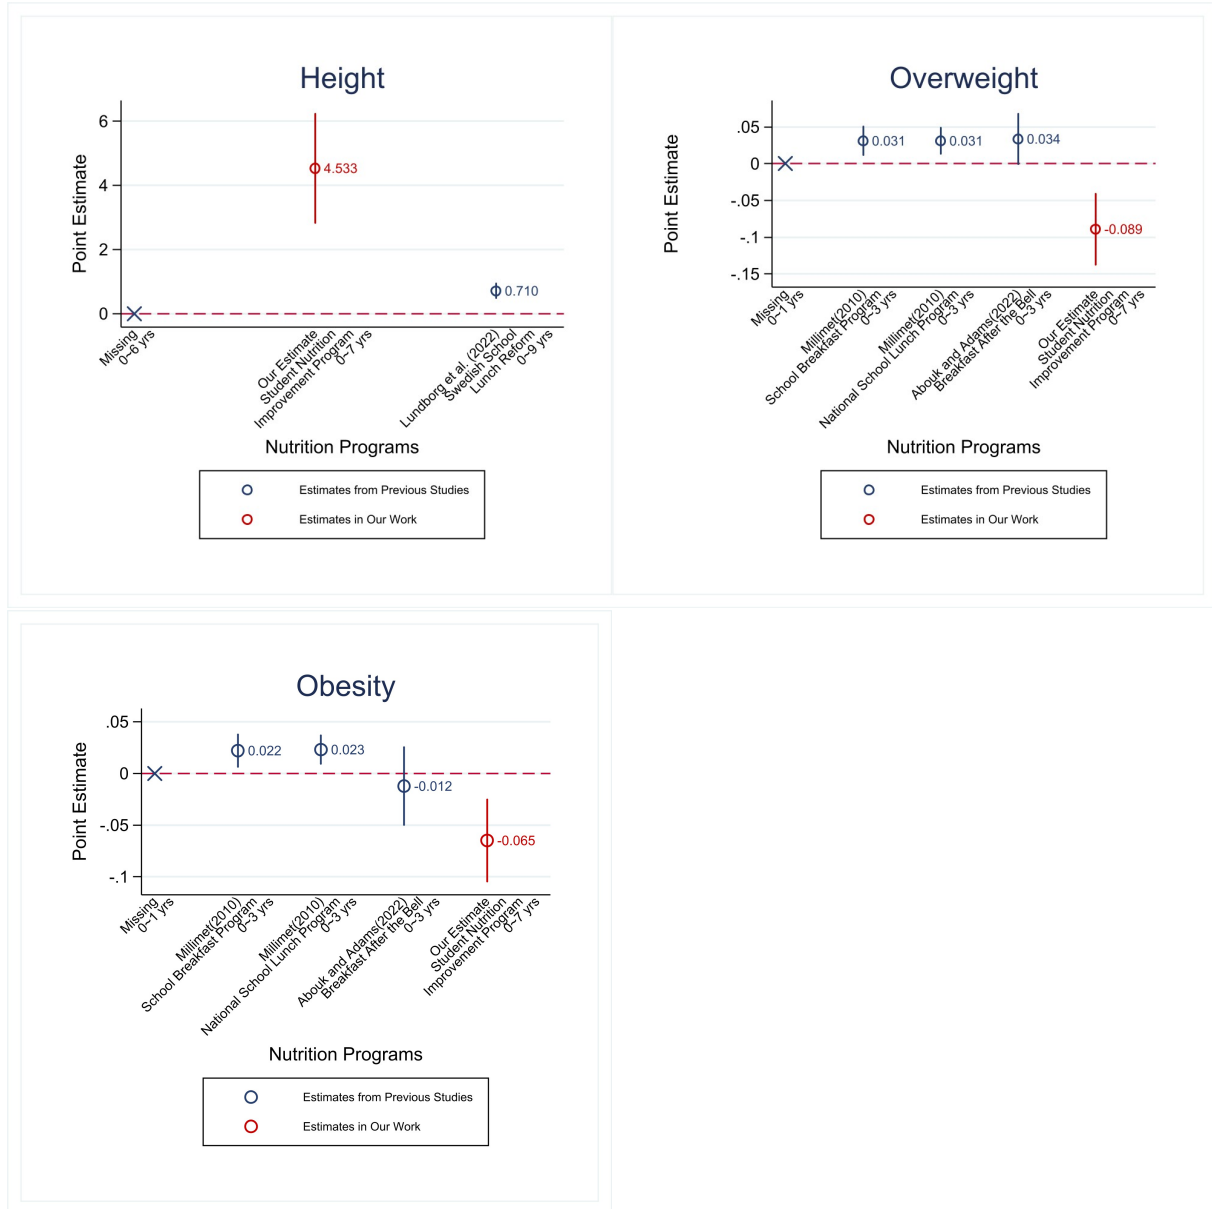 Height
Point Estimate
6
4
2
0
4.533
0.710
Missing
0~6 yrs
Our Estimate
Student Nutrition
Improvement Program
0~7 yrs
Lundborg et al. (2022)
Swedish School
Lunch Reform
0~9 yrs
Nutrition Programs
Estimates from Previous Studies
Estimates in Our Work
Overweight
Point Estimate
.05
0
-.05
-.1
-.15
0.031
0.031
0.034
-0.089
Missing
0~1 yrs
Millimet(2010)
School Breakfast Program
0~3 yrs
Millimet(2010)
National School Lunch Program
0~3 yrs
Abouk and Adams(2022)
Breakfast After the Bell
0~3 yrs
Our Estimate
Student Nutrition
Improvement Program
0~7 yrs
Nutrition Programs
Estimates from Previous Studies
Estimates in Our Work
Obesity
Point Estimate
.05
0
-.05
-.1
0.022
0.023
-0.012
-0.065
Missing
0~1 yrs
Millimet(2010)
School Breakfast Program
0~3 yrs
Millimet(2010)
National School Lunch Program
0~3 yrs
Abouk and Adams(2022)
Breakfast After the Bell
0~3 yrs
Our Estimate
Student Nutrition
Improvement Program
0~7 yrs
Nutrition Programs
Estimates from Previous Studies
Estimates in Our Work